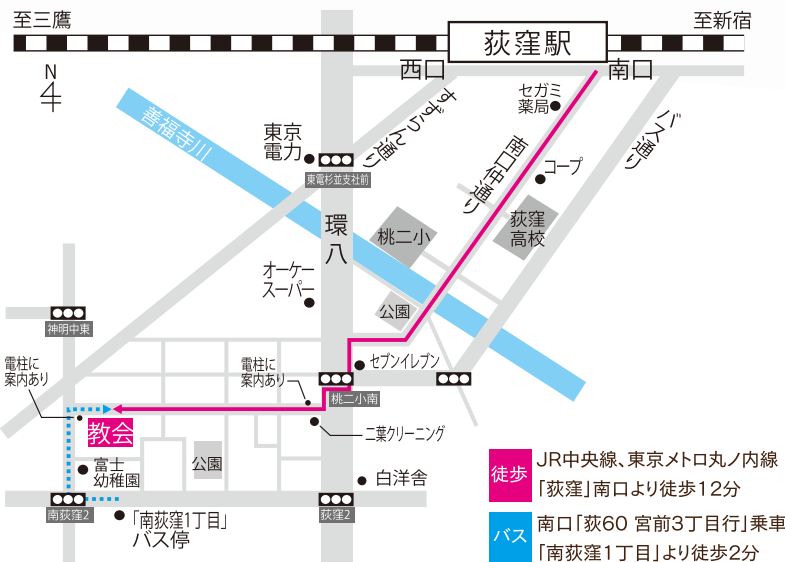 至三鷹
荻窪駅
至新宿
N
西口
南口
セガミ
薬局
善福寺川
すずらん通り
バス通り
東京
電力
南口仲通り
コープ
東電杉並支社前
環八
桃二小
荻窪
高校
オーケー
スーパー
公園
神明中東
電柱に
案内あり
電柱に
案内あり
セブンイレブン
桃二小南
教会
二葉クリーニング
富士
幼稚園
公園
白洋舎
南荻窪2
荻窪2
「南荻窪1丁目」
バス停
徒歩
JR中央線、東京メトロ丸ノ内線
「荻窪」南口より徒歩12分
バス
南口「荻60 宮前3丁目行」乗車
「南荻窪1丁目」より徒歩2分